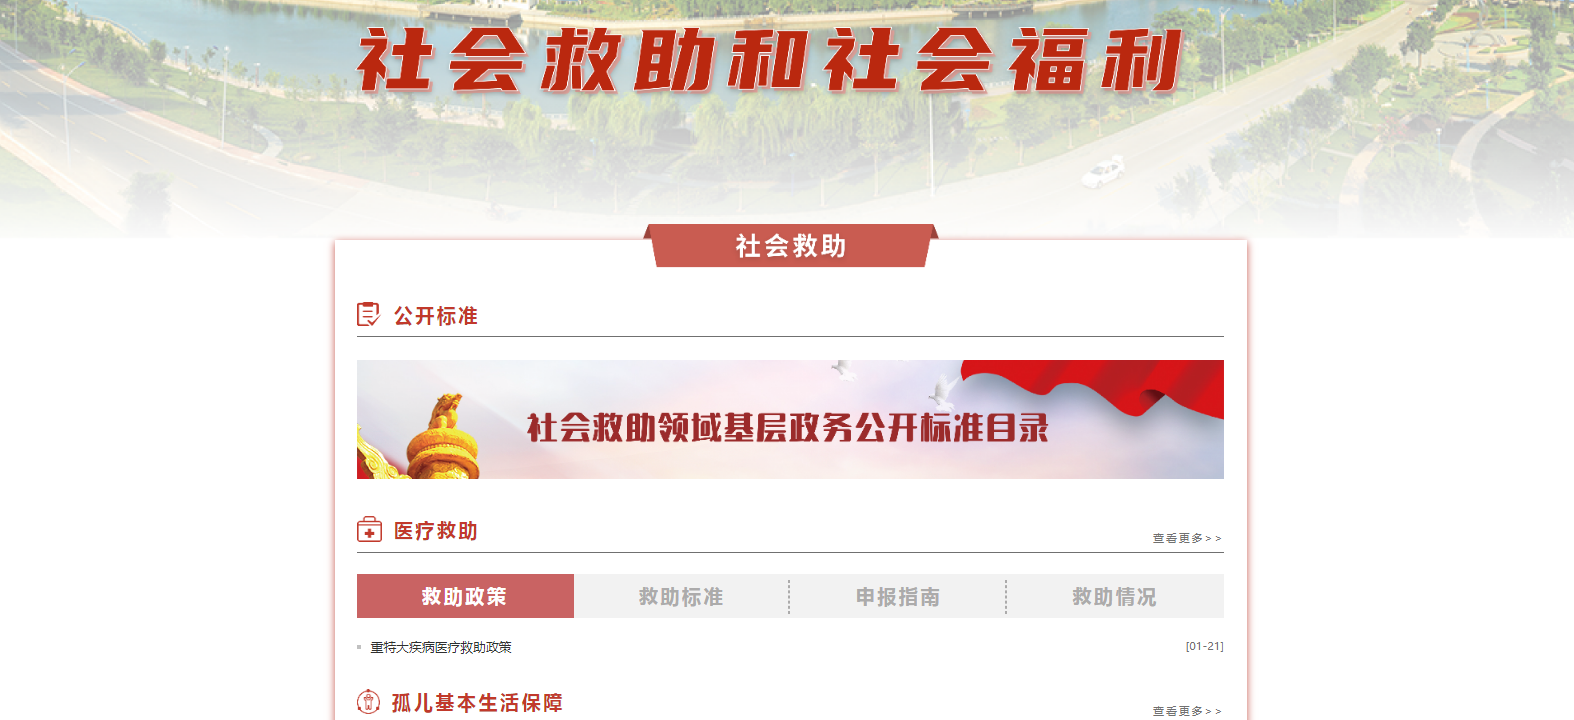 社会救助和社会福利
社会救助
公开标准
社会救助领域基层政务公开标准目录
医疗救助
查看更多>>
救助政策 救助标准 申报指南 救助情况
重特大疾病医疗救助政策 [01-21]
孤儿基本生活保障
查看更多>>